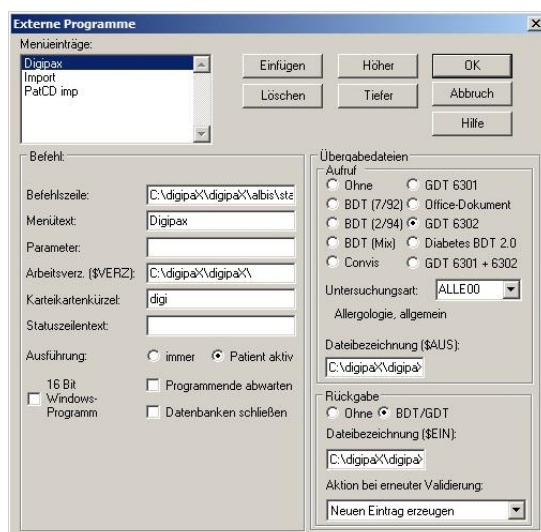 Externe Programme
Menüeinträge:
Digipax
Import
PatCD imp
Einfügen
Höher
OK
Löschen
Tiefer
Abbruch
Hilfe
Befehl:
Befehlszeile: C:\digipaX\digipaX\albis\sta
Menütext: Digipax
Parameter:
Arbeitsverz. ($VERZ): C:\digipaX\digipaX\
Karteikartenkürzel: digi
Statuszeilentext:
Ausführung: immer Patient aktiv
16 Bit
Windows-
Programm
Programmende abwarten
Datenbanken schließen
Übergabedateien
Aufruf
Ohne GDT 6301
BDT (7/92) Office-Dokument
BDT (2/94) GDT 6302
BDT (Mix) Diabetes BDT 2.0
Convis GDT 6301 + 6302
Untersuchungsart: ALLE00
Allergologie, allgemein
Dateibezeichnung ($AUS):
C:\digipaX\digipaX
Rückgabe
Ohne BDT/GDT
Dateibezeichnung ($EIN):
C:\digipaX\digipaX
Aktion bei erneuter Validierung:
Neuen Eintrag erzeugen